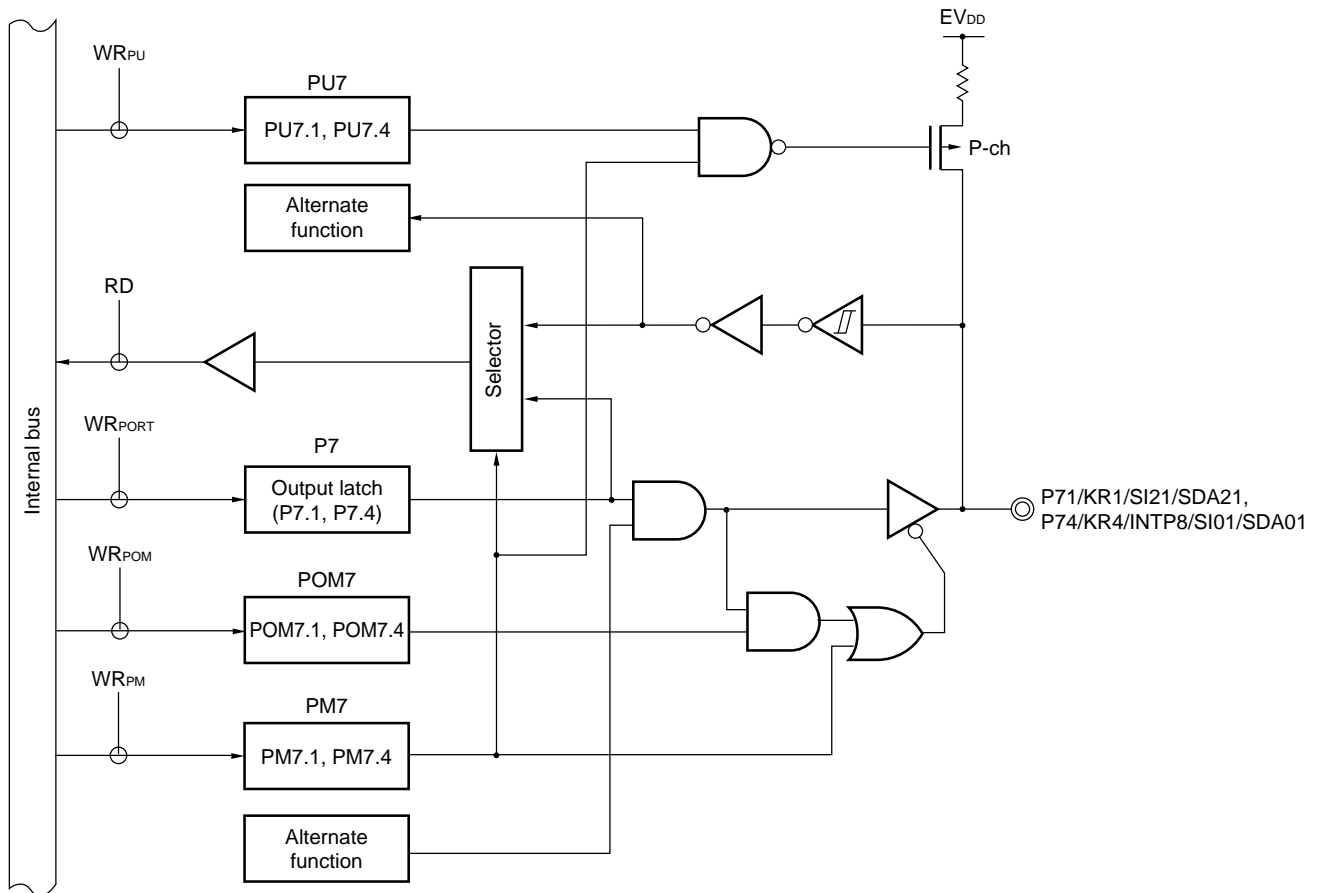 EVDD
WRPU
PU7
PU7.1, PU7.4
P-ch
Alternate
function
RD
Selector
Internal bus
WRPORT
P7
Output latch
(P7.1, P7.4)
P71/KR1/SI21/SDA21,
P74/KR4/INTP8/SI01/SDA01
WRPOM
POM7
POM7.1, POM7.4
WRPM
PM7
PM7.1, PM7.4
Alternate
function